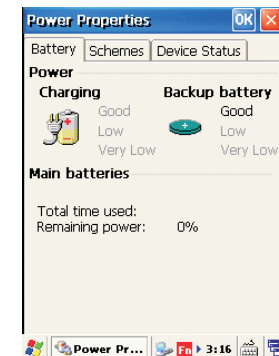 Power Properties OK
Battery Schemes Device Status
Power
Charging Backup battery
Good Good
Low Low
Very Low Very Low
Main batteries
Total time used:
Remaining power: 0%
Power Pr... Fn 3:16